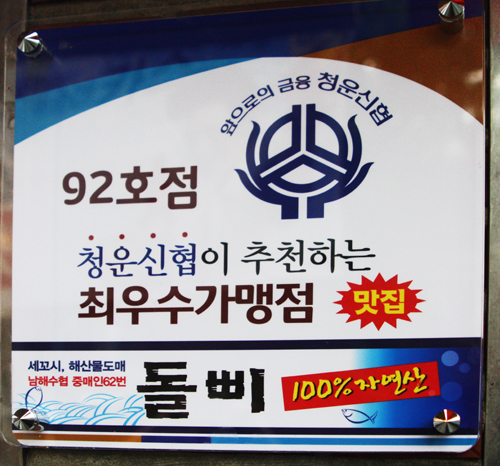 앞으로의 금융 청운신협
92호점
청운신협이 추천하는
최우수가맹점 맛집
세꼬시, 해산물도매
남해수협 중매인62번
돌삐
100%자연산